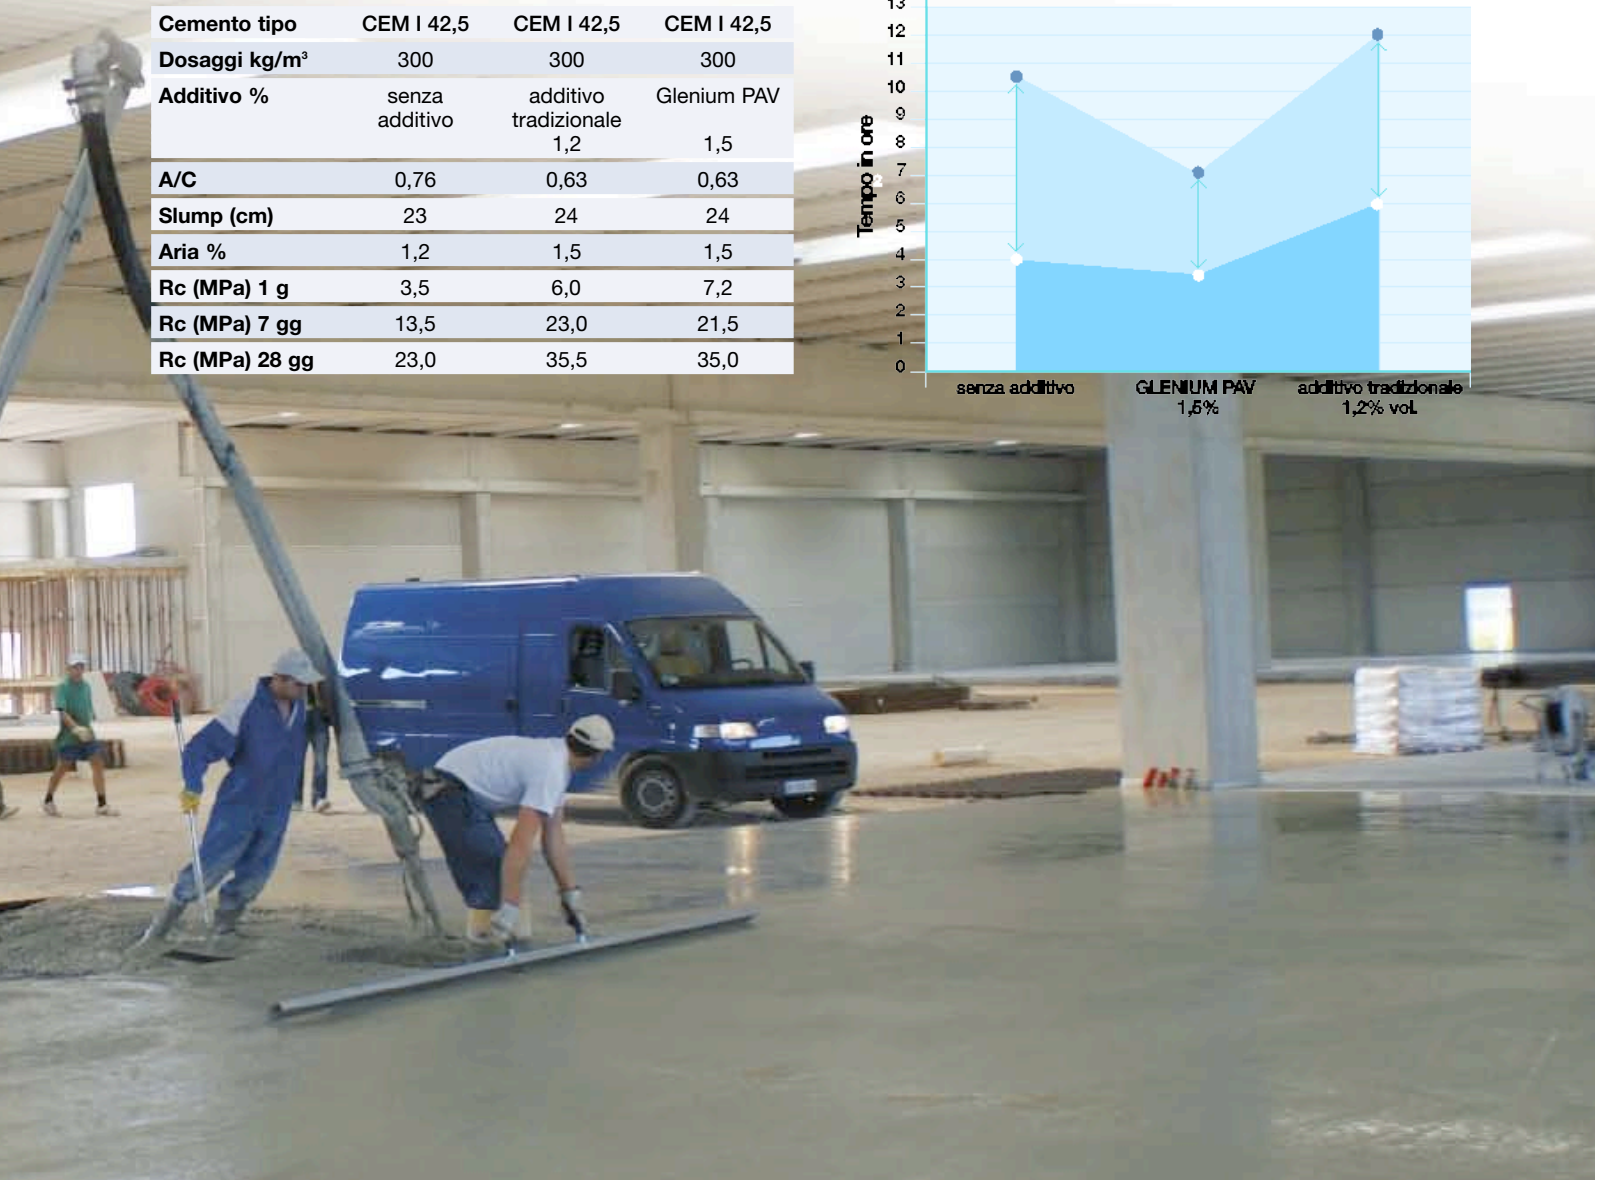 Cemento tipo CEM I 42,5 CEM I 42,5 CEM I 42,5
Dosaggi kg/m³ 300 300 300
Additivo % senza additivo Glenium PAV
additivo tradizionale
1,2 1,5
A/C 0,76 0,63 0,63
Slump (cm) 23 24 24
Aria % 1,2 1,5 1,5
Rc (MPa) 1 g 3,5 6,0 7,2
Rc (MPa) 7 gg 13,5 23,0 21,5
Rc (MPa) 28 gg 23,0 35,5 35,0
Tempo in ore
13
12
11
10
9
8
7
6
5
4
3
2
1
0
senza additivo GLENIUM PAV additivo tradizionale
1,5% 1,2% vol.